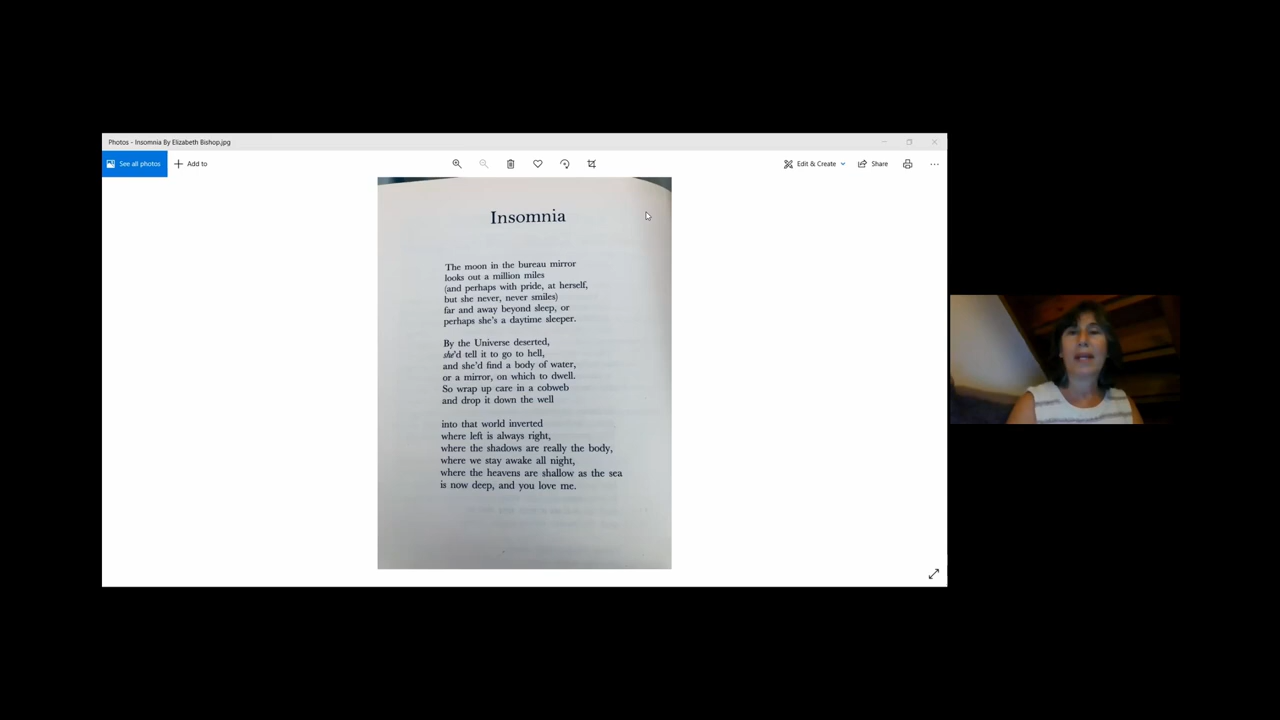 Photos - Insomnia By Elizabeth Bishop.jpg
See all photos
Add to
Edit & Create
Share
Insomnia
The moon in the bureau mirror
looks out a million miles
(and perhaps with pride, at herself,
but she never, never smiles)
far and away beyond sleep, or
perhaps she's a daytime sleeper.
By the Universe deserted,
she'd tell it to go to hell,
and she'd find a body of water,
or a mirror, on which to dwell.
So wrap up care in a cobweb
and drop it down the well
into that world inverted
where left is always right,
where the shadows are really the body,
where we stay awake all night,
where the heavens are shallow as the sea
is now deep, and you love me.